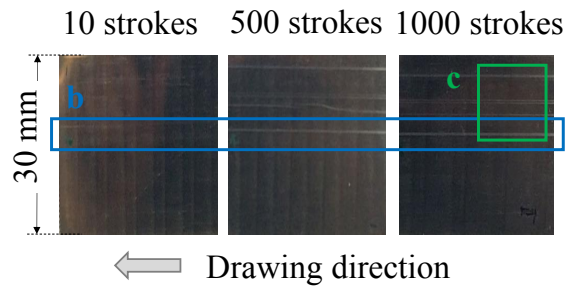 10 strokes 500 strokes 1000 strokes
b
c
30 mm
Drawing direction